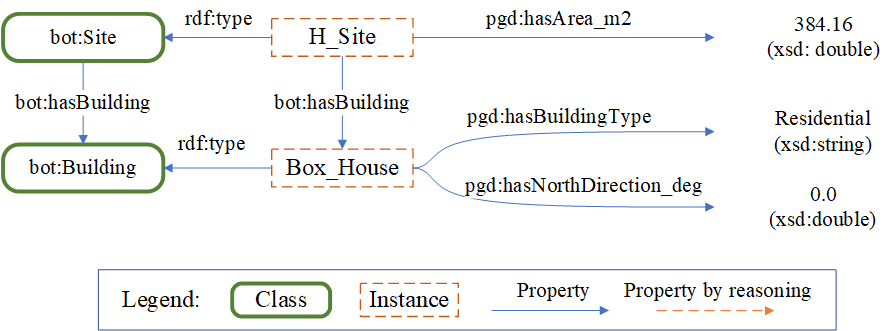 rdf:type
pgd:hasArea_m2
bot:Site
H_Site
384.16
(xsd: double)
bot:hasBuilding
bot:hasBuilding
pgd:hasBuildingType
Residential
(xsd:string)
rdf:type
bot:Building
Box_House
pgd:hasNorthDirection_deg
0.0
(xsd:double)
Legend:
Class
Instance
Property
Property by reasoning